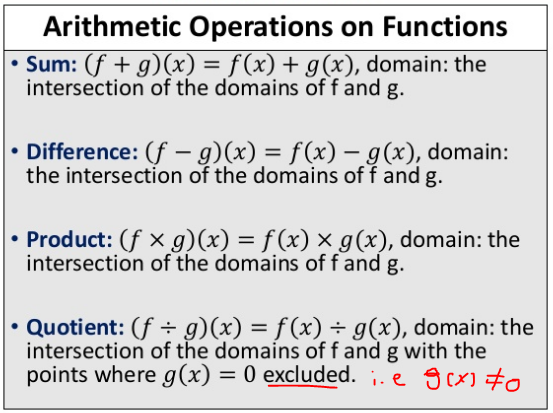 Arithmetic Operations on Functions
• Sum: (f + g)(x) = f(x) + g(x), domain: the
intersection of the domains of f and g.
• Difference: (f − g)(x) = f(x) − g(x), domain:
the intersection of the domains of f and g.
• Product: (f × g)(x) = f(x) × g(x), domain: the
intersection of the domains of f and g.
• Quotient: (f ÷ g)(x) = f(x) ÷ g(x), domain: the
intersection of the domains of f and g with the
points where g(x) = 0 excluded. i.e g(x) ≠0